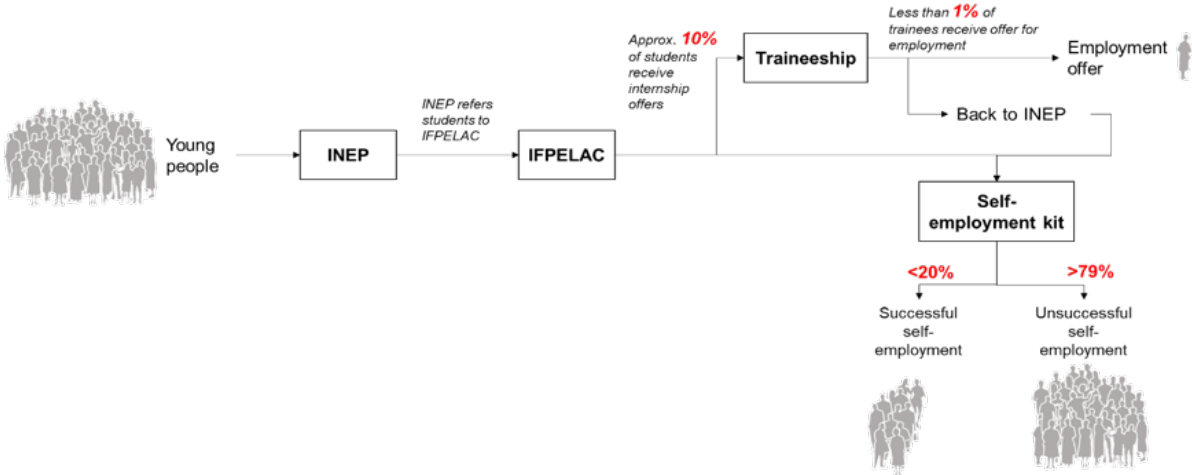 Young
people
INEP
INEP refers
students to
IFPELAC
IFPELAC
Approx. 10%
of students
receive
internship
offers
Traineeship
Less than 1% of
trainees receive offer for
employment
Employment
offer
Back to INEP
Self-
employment kit
<20%
>79%
Successful
self-
employment
Unsuccessful
self-
employment